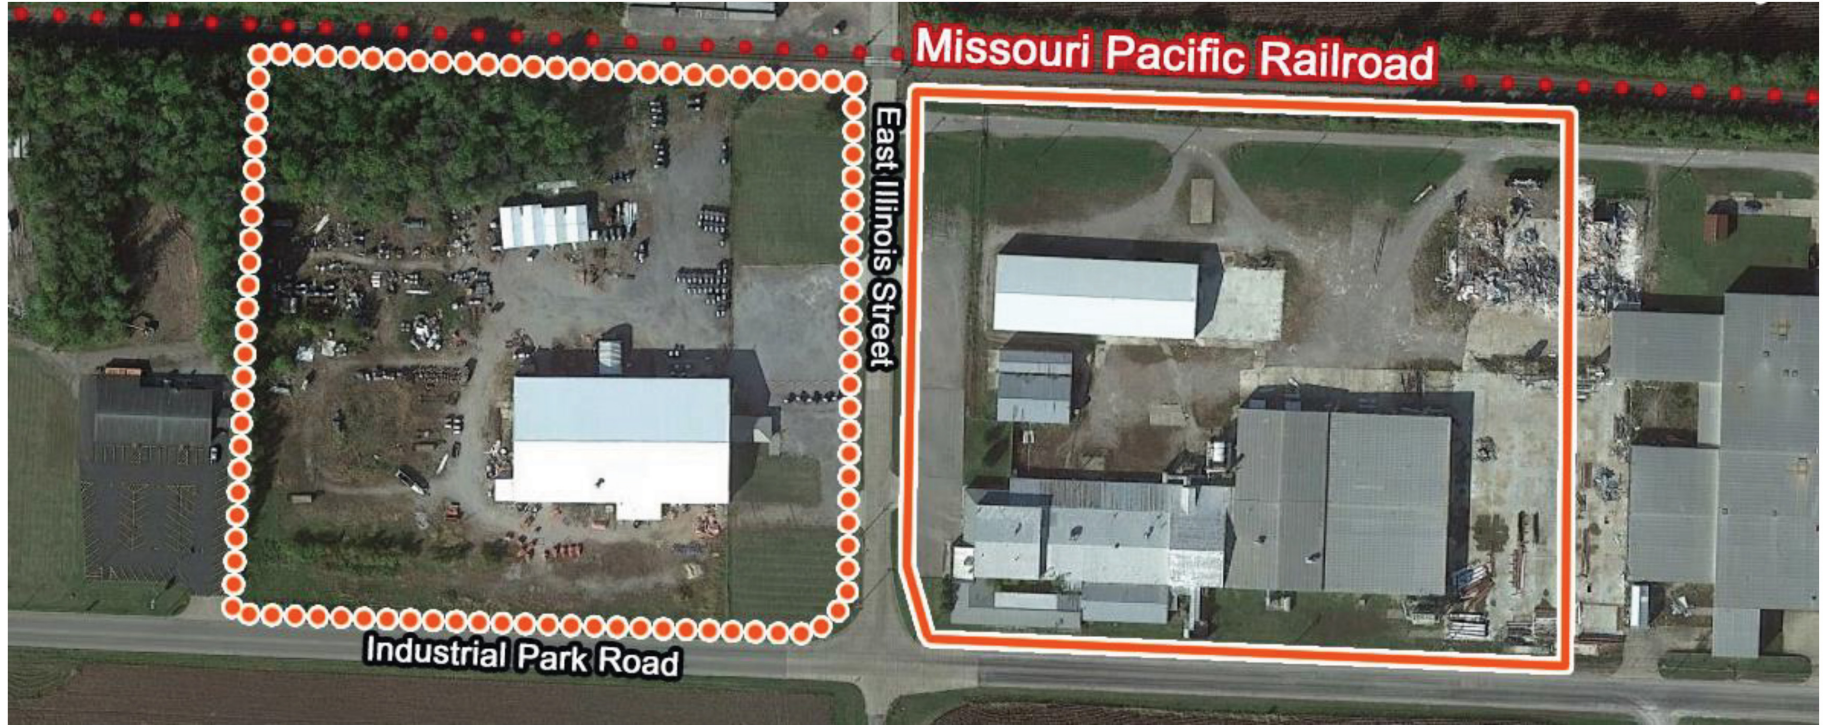 Missouri Pacific Railroad
East Illinois Street
Industrial Park Road